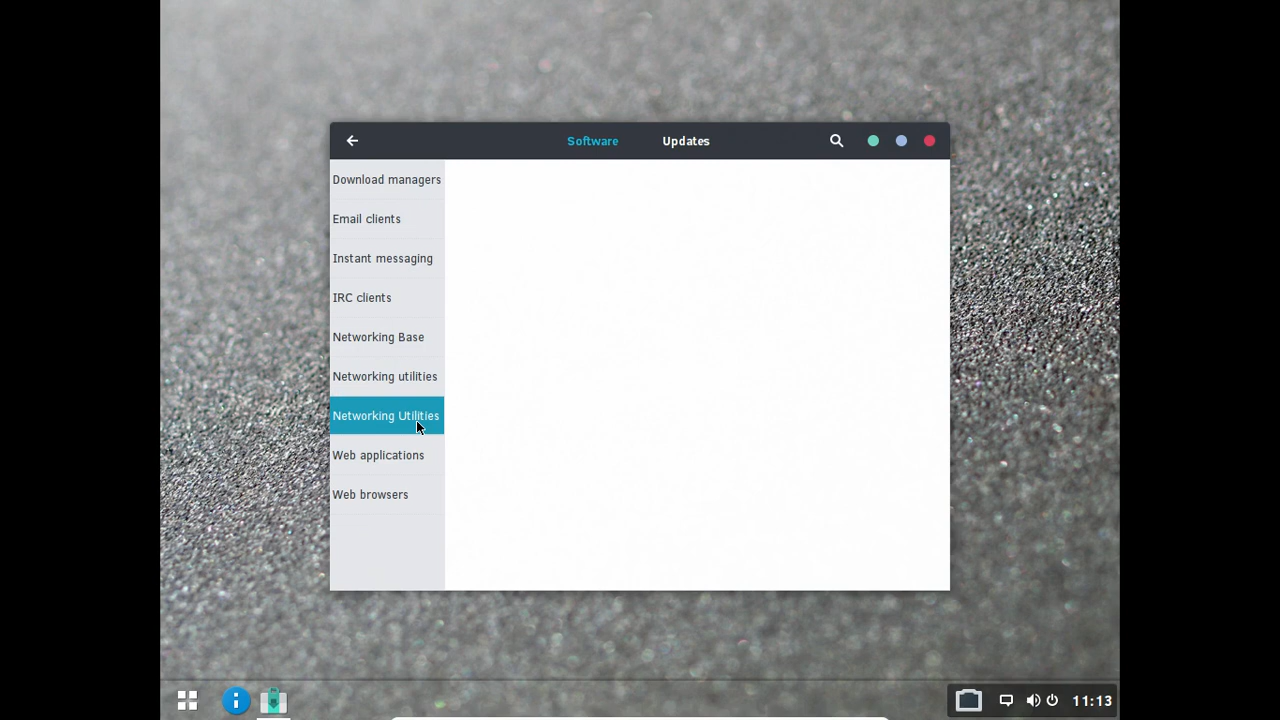 Software Updates
Download managers
Email clients
Instant messaging
IRC clients
Networking Base
Networking utilities
Networking Utilities
Web applications
Web browsers
11:13